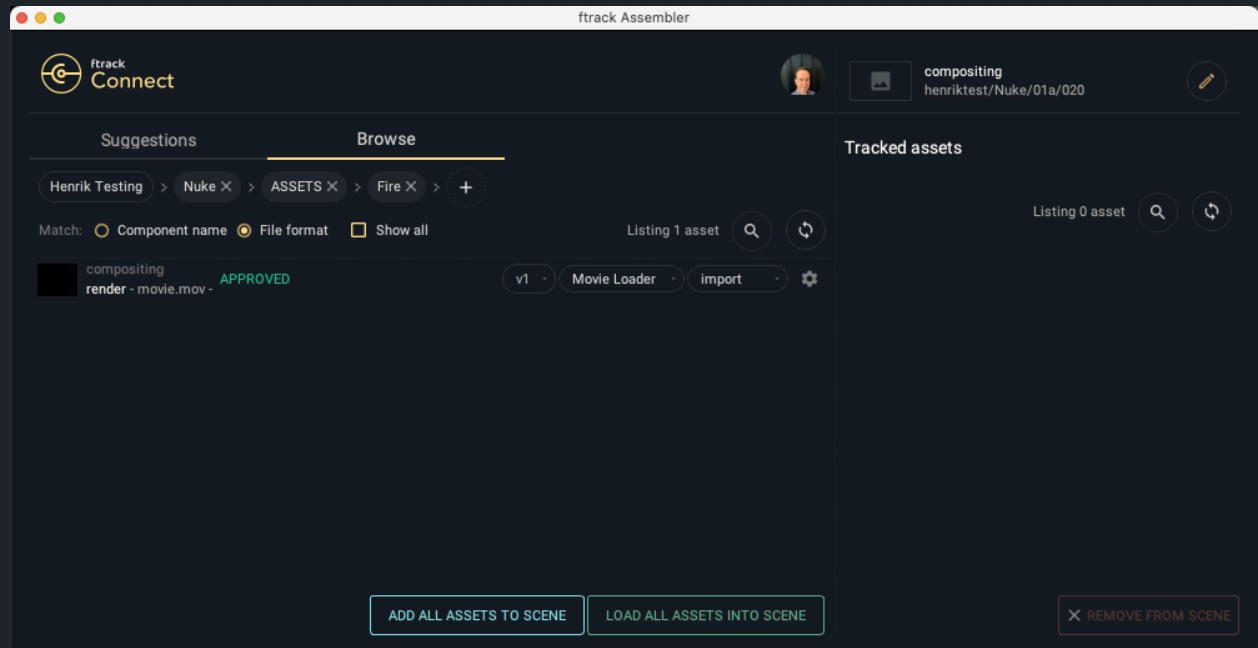 ftrack Assembler
ftrack
Connect
compositing
henriktest/Nuke/01a/020
Suggestions
Browse
Tracked assets
Henrik Testing > Nuke × > ASSETS × > Fire × > +
Listing 0 asset
Match: Component name File format Show all
Listing 1 asset
compositing
render - movie.mov -
APPROVED
v1
Movie Loader
import
ADD ALL ASSETS TO SCENE
LOAD ALL ASSETS INTO SCENE
× REMOVE FROM SCENE